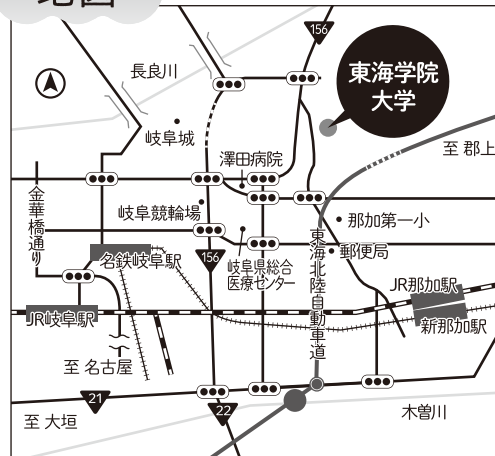 地図
156
長良川
東海学院
大学
岐阜城
澤田病院
至 郡上
金華橋通り
岐阜競輪場
那加第一小
郵便局
名鉄岐阜駅
156
岐阜県総合
医療センター
東海北陸自動車道
JR那加駅
JR岐阜駅
新那加駅
至 名古屋
21
22
木曽川
至 大垣